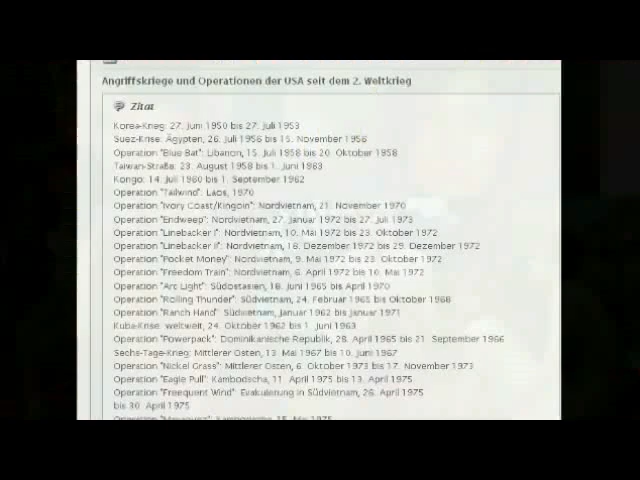 Angriffskriege und Operationen der USA seit dem 2. Weltkrieg
Zitat
Korea-Krieg: 27. Juni 1950 bis 27. Juli 1953
Suez-Krise: Ägypten, 26. Juli 1956 bis 15. November 1956
Operation "Blue Bat": Libanon, 15. Juli 1958 bis 20. Oktober 1958
Taiwan-Straße: 23. August 1958 bis 1. Juni 1963
Kongo: 14. Juli 1960 bis 1. September 1962
Operation "Tailwind": Laos, 1970
Operation "Ivory Coast/Kingoin": Nordvietnam, 21. November 1970
Operation "Endweep": Nordvietnam, 27. Januar 1972 bis 27. Juli 1973
Operation "Linebacker I": Nordvietnam, 10. Mai 1972 bis 23. Oktober 1972
Operation "Linebacker II": Nordvietnam, 18. Dezember 1972 bis 29. Dezember 1972
Operation "Pocket Money": Nordvietnam, 9. Mai 1972 bis 23. Oktober 1972
Operation "Freedom Train": Nordvietnam, 6. April 1972 bis 10. Mai 1972
Operation "Arc Light": Südostasien, 18. Juni 1965 bis April 1970
Operation "Rolling Thunder": Südvietnam, 24. Februar 1965 bis Oktober 1968
Operation "Ranch Hand" Südvietnam, Januar 1962 bis Januar 1971
Kuba-Krise: weltweit, 24. Oktober 1962 bis 1. Juni 1963
Operation "Powerpack": Dominikanische Republik, 28. April 1965 bis 21. September 1966
Sechs-Tage-Krieg: Mittlerer Osten, 13. Mai 1967 bis 10. Juni 1967
Operation "Nickel Grass": Mittlerer Osten, 6. Oktober 1973 bis 17. November 1973
Operation "Eagle Pull": Kambodscha, 11. April 1975 bis 13. April 1975
Operation "Freequent Wind": Evakuierung in Südvietnam, 26. April 1975
bis 30. April 1975